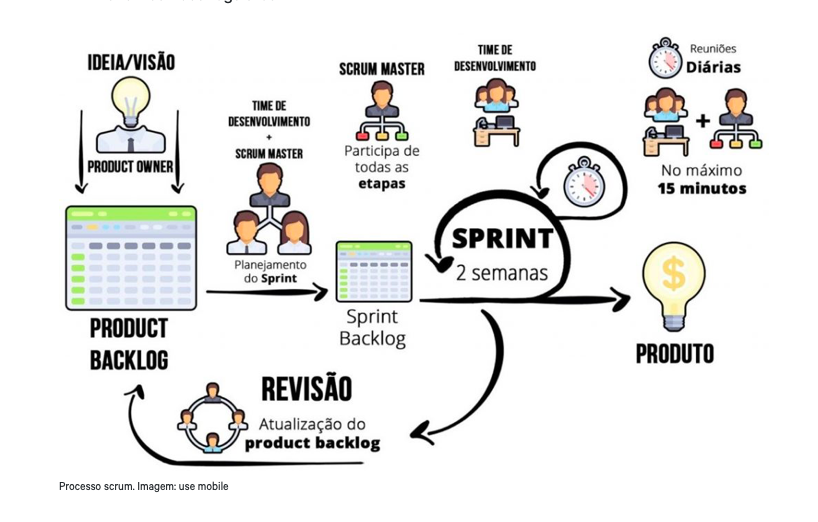 IDEIA/VISÃO
PRODUCT OWNER
TIME DE
DESENVOLVIMENTO
+
SCRUM MASTER
Planejamento
do Sprint
SCRUM MASTER
Participa de
todas as
etapas
TIME DE
DESENVOLVIMENTO
Reuniões
Diárias
+
No máximo
15 minutos
PRODUCT
BACKLOG
Sprint
Backlog
SPRINT
2 semanas
$
PRODUTO
REVISÃO
Atualização do
product backlog
Processo scrum. Imagem: use mobile